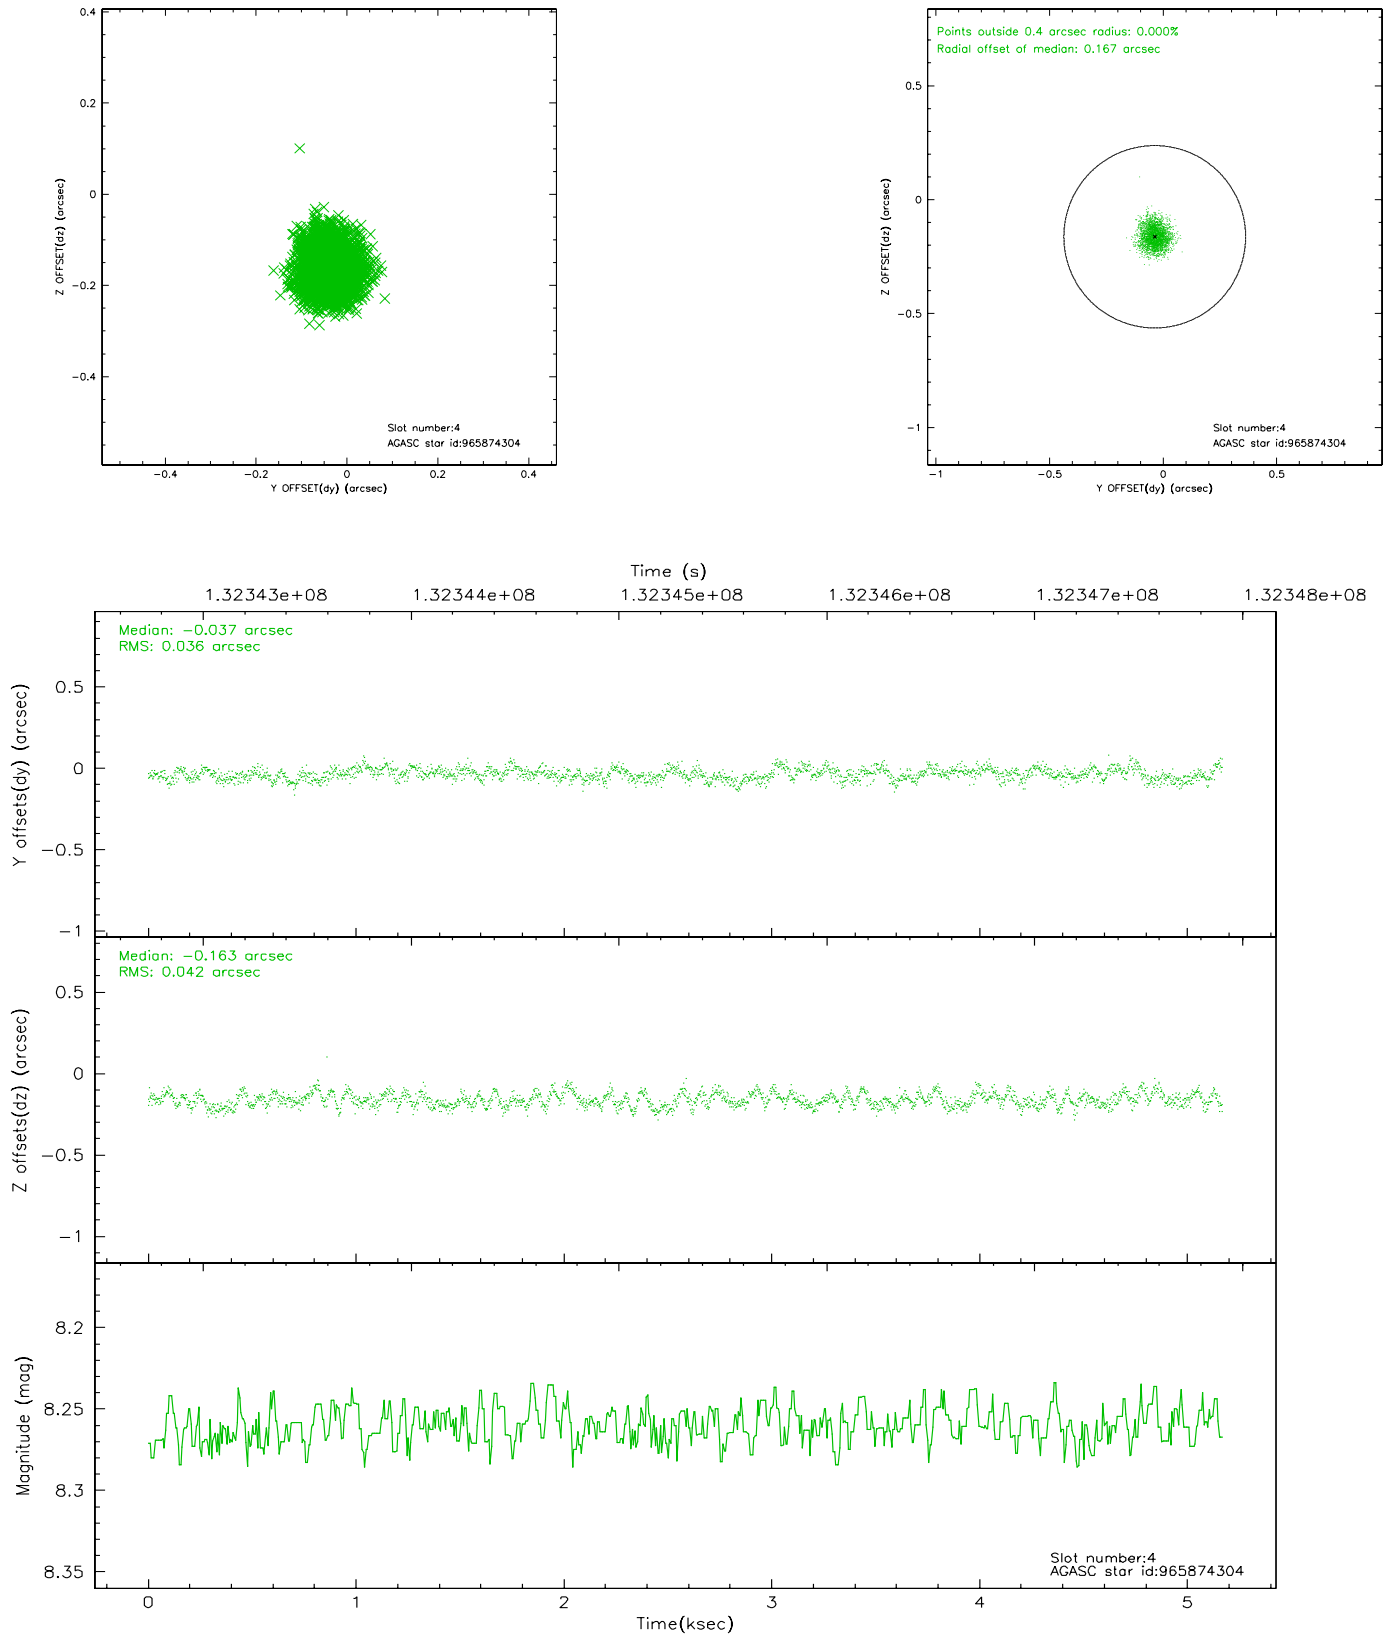 0.4
0.2
0
−0.2
−0.4
Z OFFSET(dz) (arcsec)
Slot number:4
AGASC star id:965874304
−0.4 −0.2 0 0.2 0.4
Y OFFSET(dy) (arcsec)
Points outside 0.4 arcsec radius: 0.000%
Radial offset of median: 0.167 arcsec
0.5
0
−0.5
−1
Z OFFSET(dz) (arcsec)
Slot number:4
AGASC star id:965874304
−1 −0.5 0 0.5
Y OFFSET(dy) (arcsec)
Time (s)
1.32343e+08 1.32344e+08 1.32345e+08 1.32346e+08 1.32347e+08 1.32348e+08
Median: −0.037 arcsec
RMS: 0.036 arcsec
0.5
0
−0.5
−1
Y offsets(dy) (arcsec)
Median: −0.163 arcsec
RMS: 0.042 arcsec
0.5
0
−0.5
−1
Z offsets(dz) (arcsec)
8.2
8.25
8.3
8.35
Magnitude (mag)
Slot number:4
AGASC star id:965874304
0 1 2 3 4 5
Time(ksec)